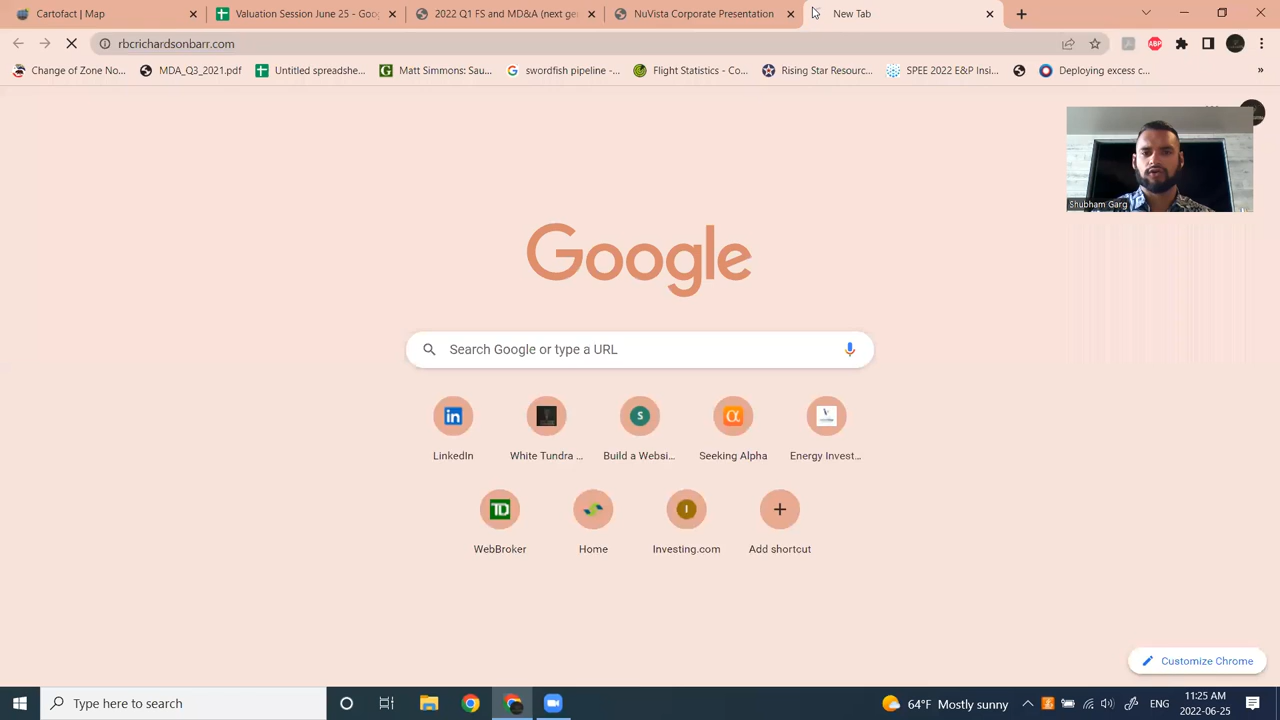 Cartofact | Map
Valuation Session June 25 - Goo
2022 Q1 FS and MD&A (next ger
NuVista Corporate Presentation
New Tab
rbcrichardsonbarr.com
ABP
Change of Zone No...
MDA_Q3_2021.pdf
Untitled spreadshe...
G
Matt Simmons: Sau...
swordfish pipeline -...
Flight Statistics - Co...
Rising Star Resourc...
SPEE 2022 E&P Insi...
Deploying excess c...
»
Shubham Garg
Google
Search Google or type a URL
in
S
α
LinkedIn
White Tundra ...
Build a Websi...
Seeking Alpha
Energy Invest...
TD
I
WebBroker
Home
Investing.com
Add shortcut
Customize Chrome
Type here to search
64°F Mostly sunny
ENG
11:25 AM
2022-06-25